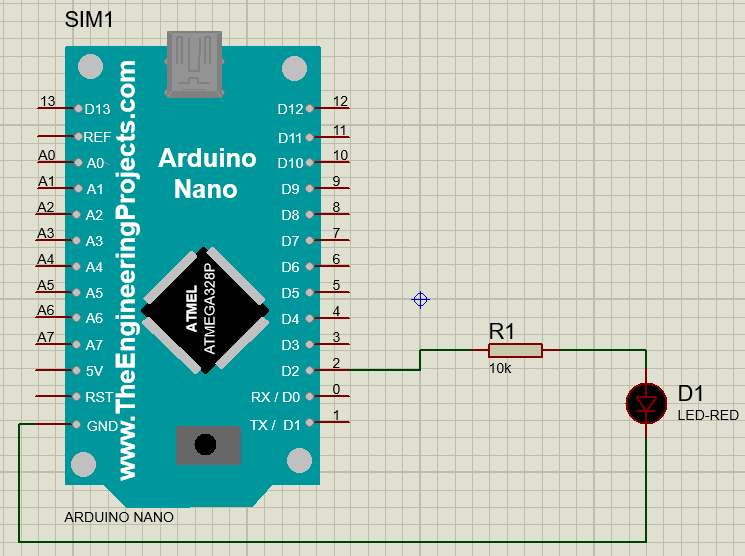 SIM1
www.TheEngineeringProjects.com
Arduino
Nano
ATMEL
ATMEGA328P
13 D13
REF
A0 A0
A1 A1
A2 A2
A3 A3
A4 A4
A5 A5
A6 A6
A7 A7
5V
RST
GND
D12 12
D11 11
D10 10
D9 9
D8 8
D7 7
D6 6
D5 5
D4 4
D3 3
D2 2
RX / D0 0
TX / D1 1
ARDUINO NANO
R1
10k
D1
LED-RED